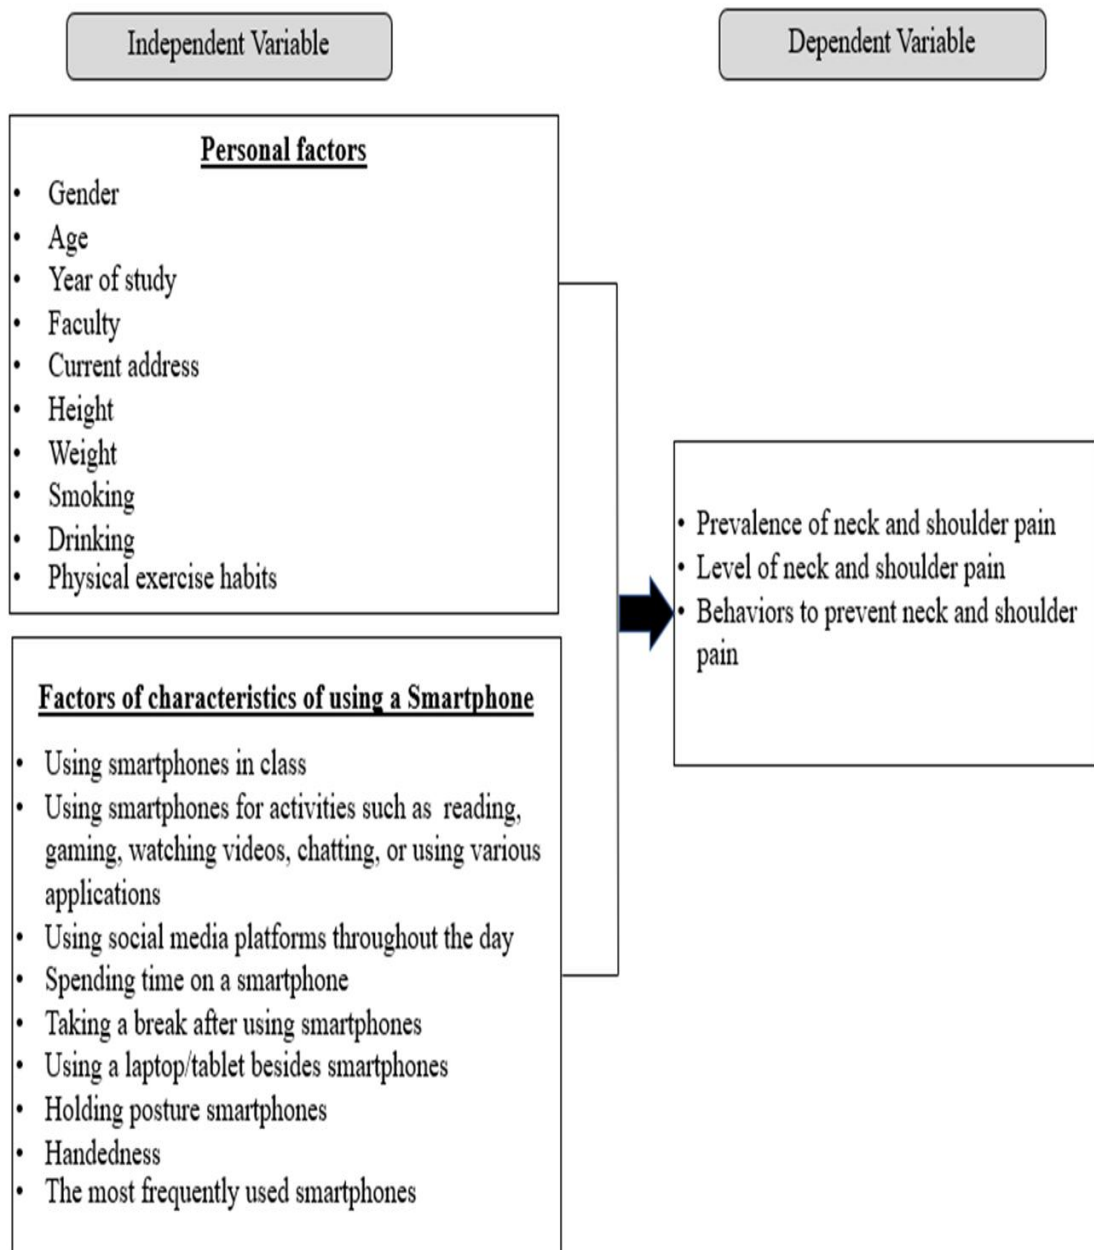 Independent Variable
Dependent Variable
Personal factors
• Gender
• Age
• Year of study
• Faculty
• Current address
• Height
• Weight
• Smoking
• Drinking
• Physical exercise habits
Factors of characteristics of using a Smartphone
• Using smartphones in class
• Using smartphones for activities such as reading,
gaming, watching videos, chatting, or using various
applications
• Using social media platforms throughout the day
• Spending time on a smartphone
• Taking a break after using smartphones
• Using a laptop/tablet besides smartphones
• Holding posture smartphones
• Handedness
• The most frequently used smartphones
• Prevalence of neck and shoulder pain
• Level of neck and shoulder pain
• Behaviors to prevent neck and shoulder
pain